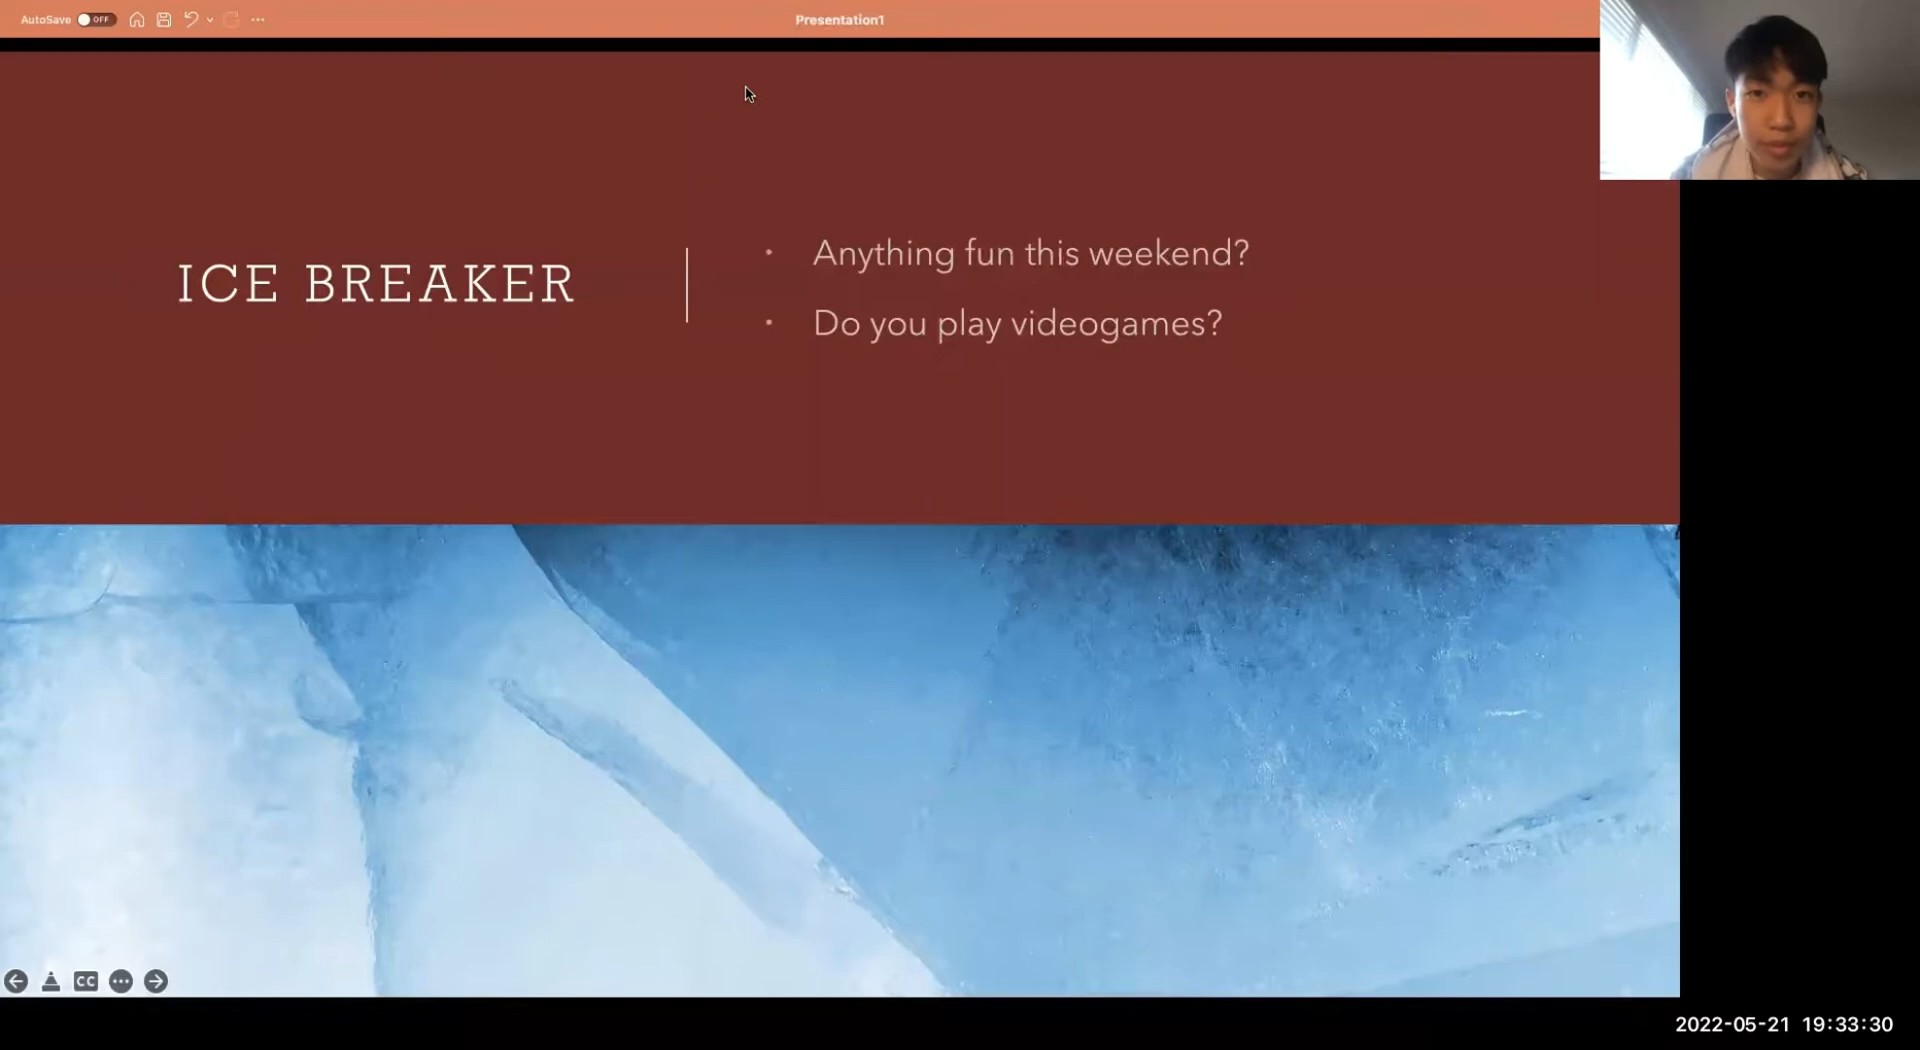 AutoSave OFF
Presentation1
ICE BREAKER
• Anything fun this weekend?
• Do you play videogames?
CC
2022-05-21 19:33:30